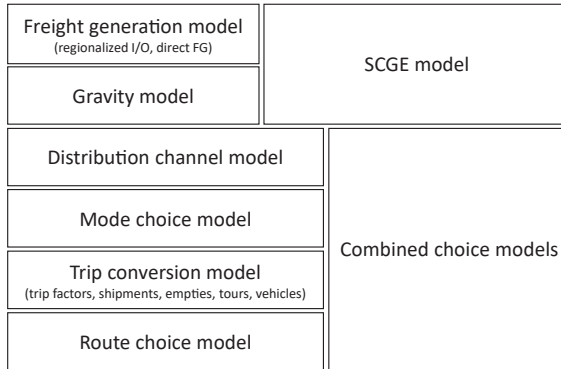 Freight generation model
(regionalized I/O, direct FG)
SCGE model
Gravity model
Distribution channel model
Mode choice model
Combined choice models
Trip conversion model
(trip factors, shipments, empties, tours, vehicles)
Route choice model